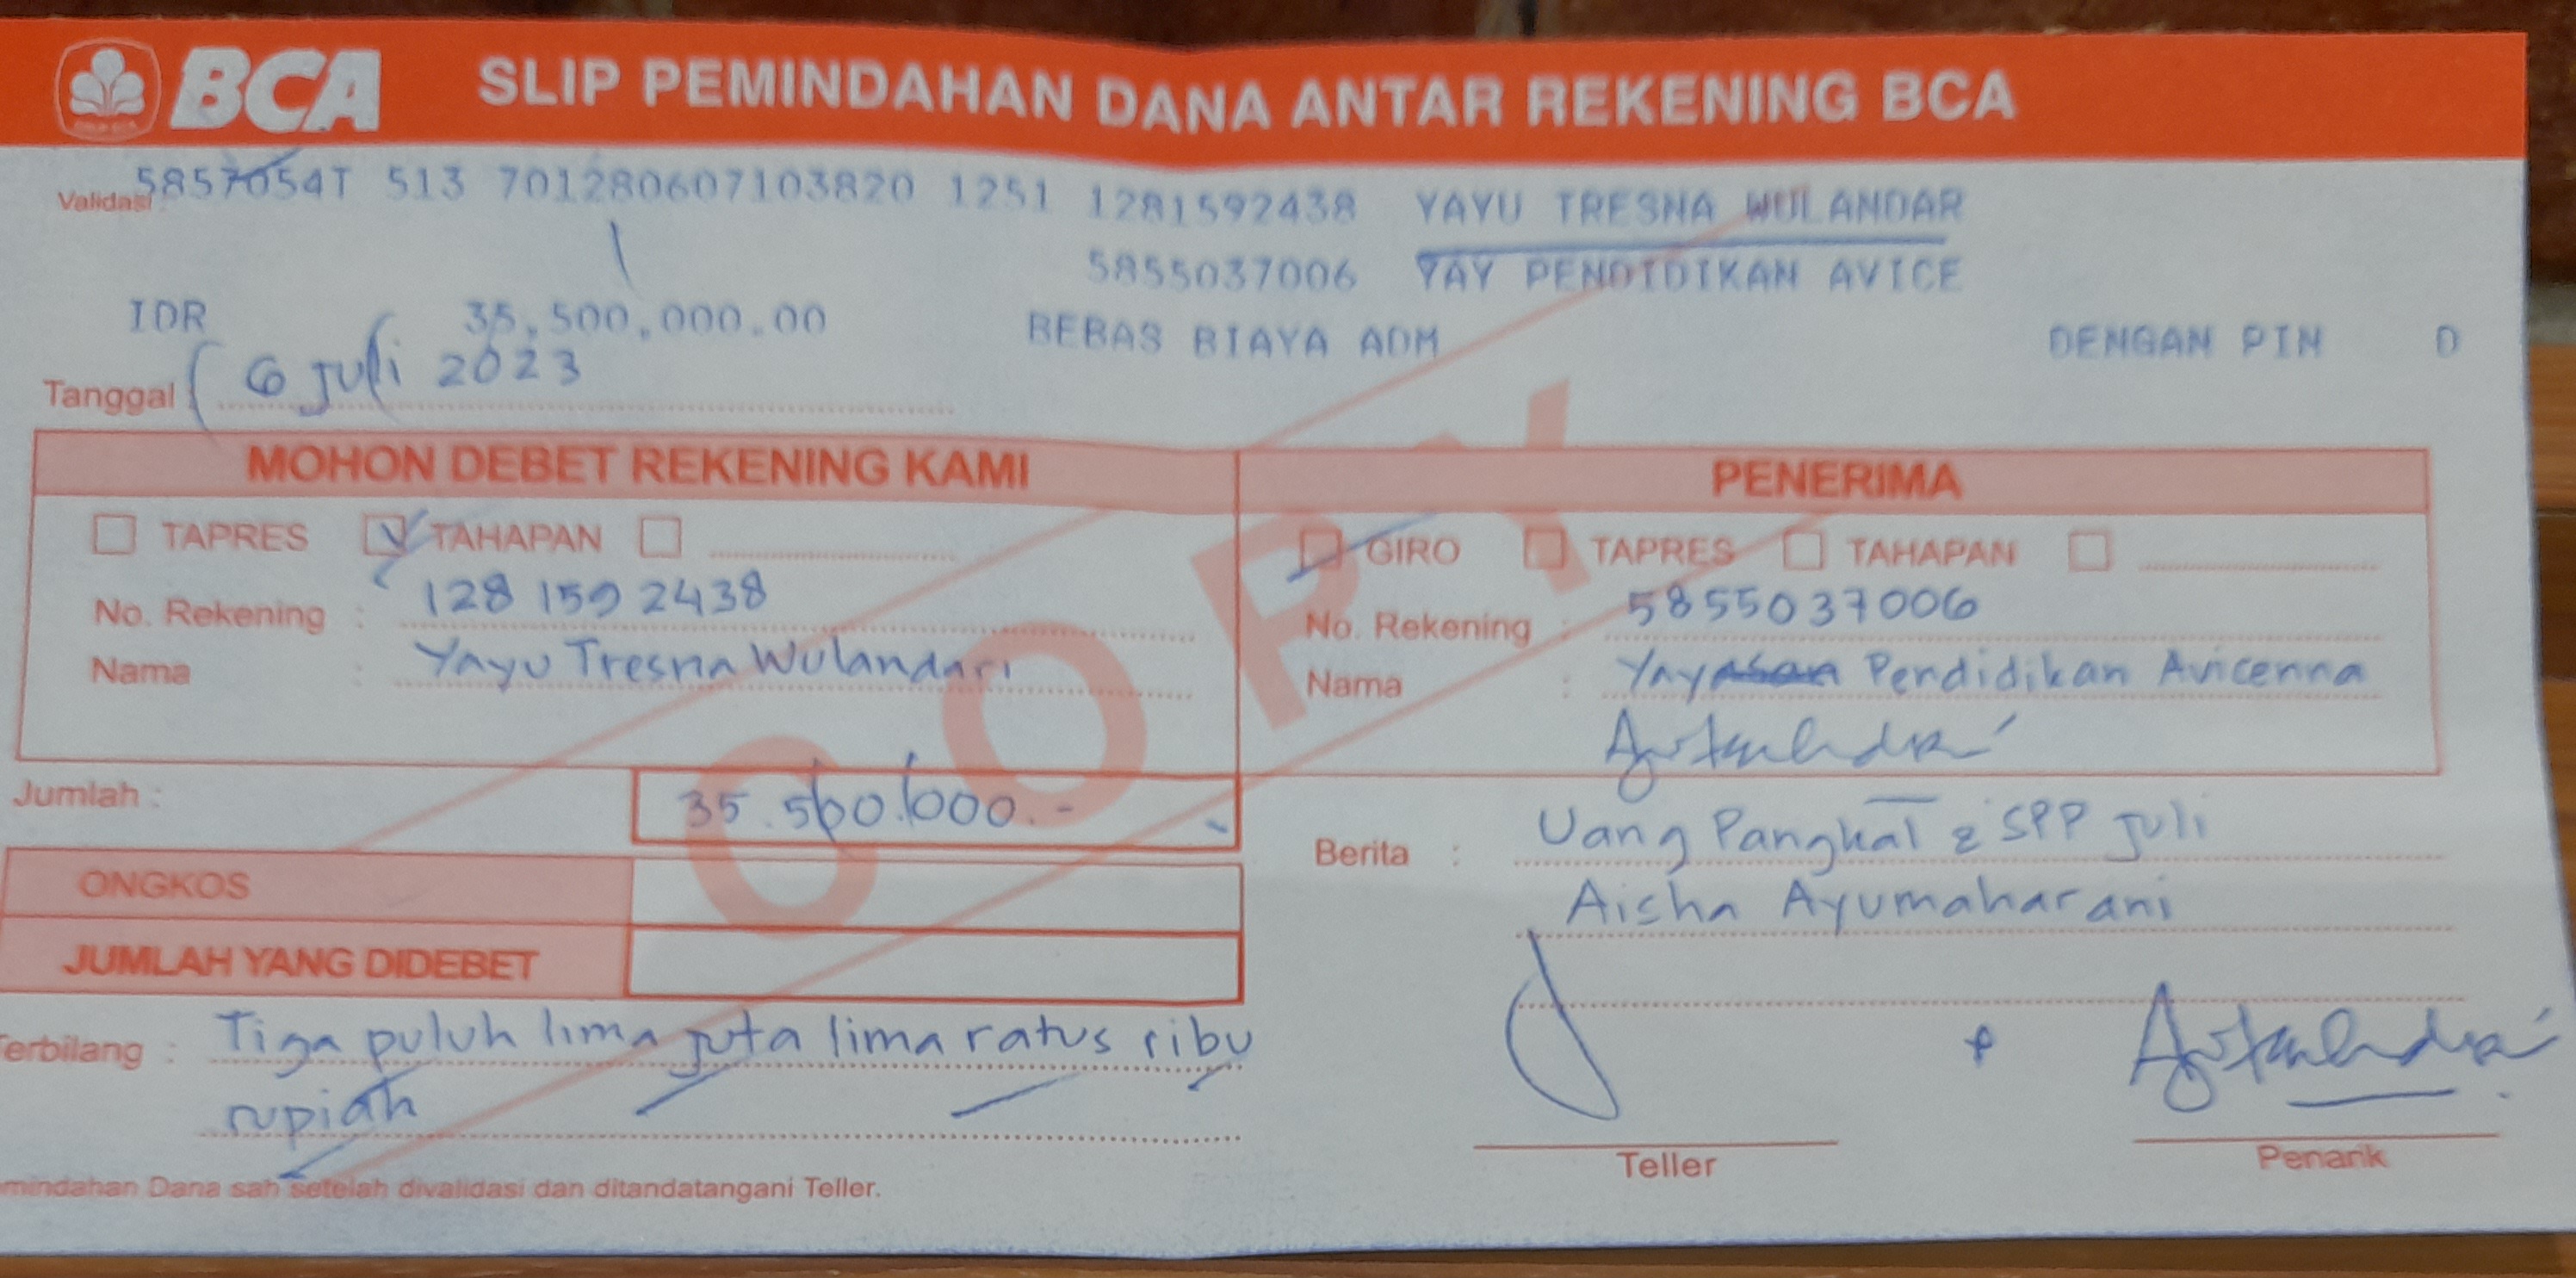 BCA SLIP PEMINDAHAN DANA ANTAR REKENING BCA
Validasi 5857054T 513 701280607103820 1251 1281592438 YAYU TRESNA WULANDAR
5855037006 YAY PENDIDIKAN AVICE
IDR 35,500,000.00 BEBAS BIAYA ADM DENGAN PIN 0
Tanggal : 6 Juli 2023
MOHON DEBET REKENING KAMI
TAPRES TAHAPAN
No. Rekening : 128 159 2438
Nama : Yayu Tresna Wulandari
PENERIMA
GIRO TAPRES TAHAPAN
No. Rekening : 5855037006
Nama : Yayasan Pendidikan Avicenna
Jumlah : 35.500.000.-
ONGKOS
JUMLAH YANG DIDEBET
Berita : Uang Pangkal & SPP Juli
Aisha Ayumaharani
erbilang : Tiga puluh lima juta lima ratus ribu
rupiah
mindahan Dana sah setelah divalidasi dan ditandatangani Teller.
Teller
Penarik
COPY